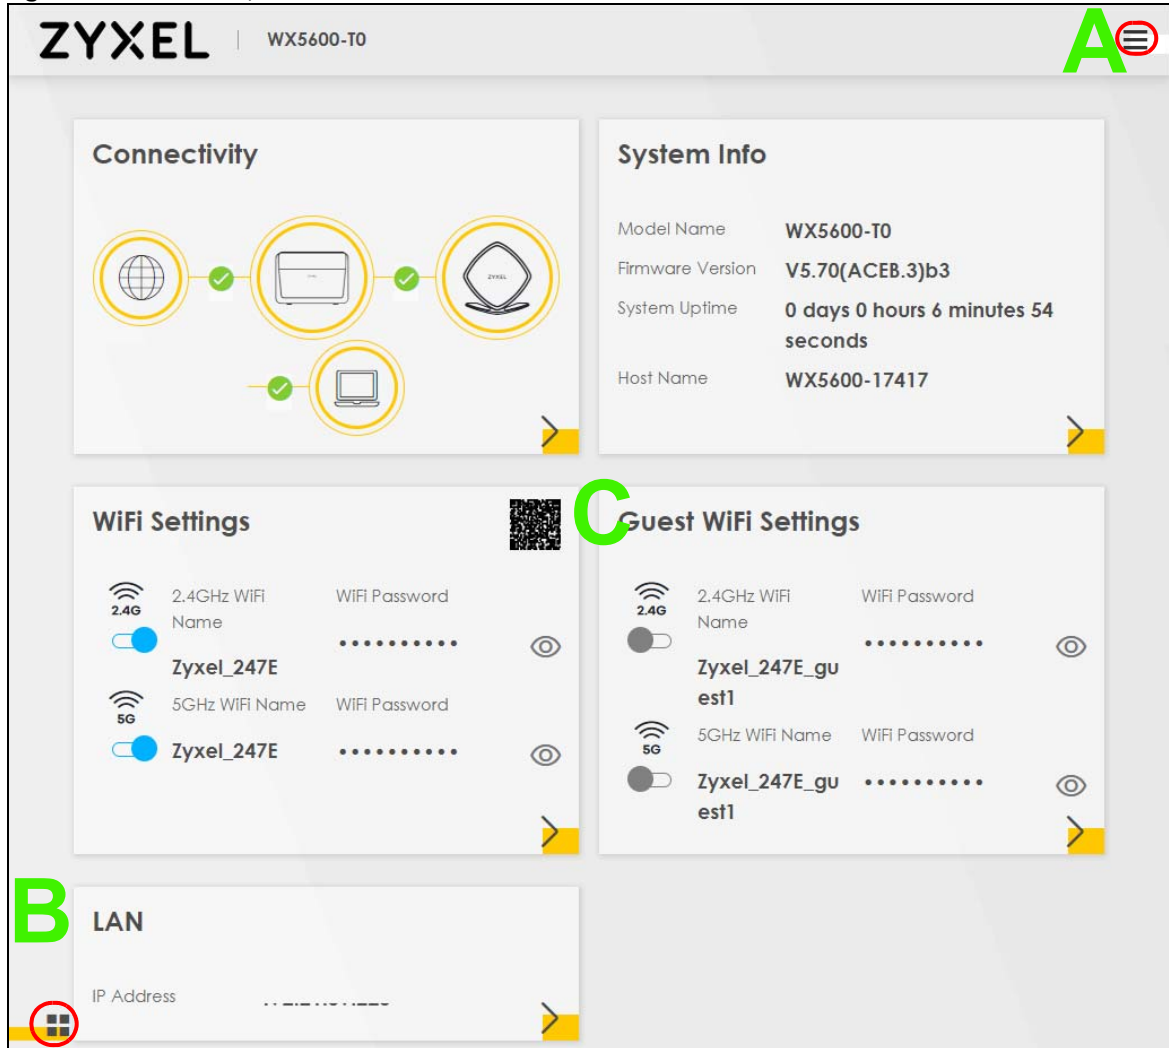 ZYXEL WX5600-T0 A
Connectivity
ZYXEL
System Info
Model Name WX5600-T0
Firmware Version V5.70(ACEB.3)b3
System Uptime 0 days 0 hours 6 minutes 54
seconds
Host Name WX5600-17417
WiFi Settings
2.4G 2.4GHz WiFi WiFi Password
Name
••••••••••
Zyxel_247E
5G 5GHz WiFi Name WiFi Password
Zyxel_247E ••••••••••
C
Guest WiFi Settings
2.4G 2.4GHz WiFi WiFi Password
Name
••••••••••
Zyxel_247E_gu
est1
5G 5GHz WiFi Name WiFi Password
Zyxel_247E_gu ••••••••••
est1
B
LAN
IP Address